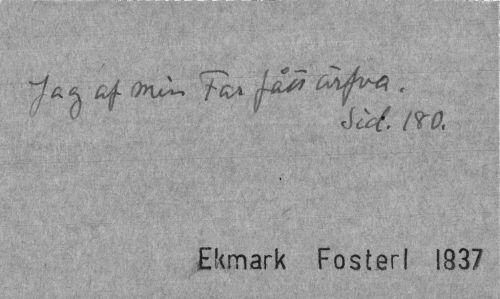 Jag af min Far fått ärfva.
Sid. 180.
Ekmark Fosterl 1837